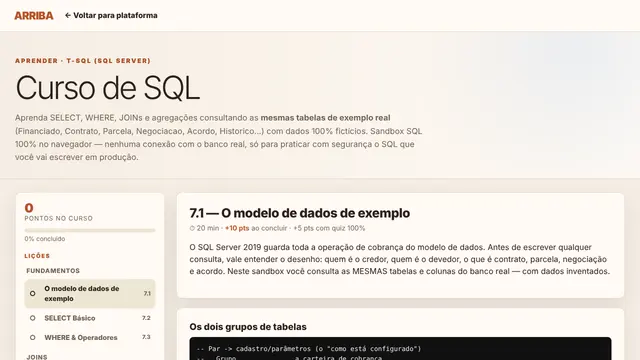 ARRIBA ← Voltar para plataforma
APRENDER · T-SQL (SQL SERVER)
Curso de SQL
Aprenda SELECT, WHERE, JOINs e agregações consultando as mesmas tabelas de exemplo real
(Financiado, Contrato, Parcela, Negociacao, Acordo, Historico...) com dados 100% fictícios. Sandbox SQL
100% no navegador — nenhuma conexão com o banco real, só para praticar com segurança o SQL que
você vai escrever em produção.
0
PONTOS NO CURSO
0% concluído
LIÇÕES
FUNDAMENTOS
O modelo de dados de
exemplo 7.1
SELECT Básico 7.2
WHERE & Operadores 7.3
JOINS
7.1 — O modelo de dados de exemplo
20 min · +10 pts ao concluir · +5 pts com quiz 100%
O SQL Server 2019 guarda toda a operação de cobrança do modelo de dados. Antes de escrever qualquer
consulta, vale entender o desenho: quem é o credor, quem é o devedor, o que é contrato, parcela, negociação
e acordo. Neste sandbox você consulta as MESMAS tabelas e colunas do banco real — com dados inventados.
Os dois grupos de tabelas
-- Par -> cadastro/parâmetros (o "como está configurado")
-- Grupo a carteira de cobrança